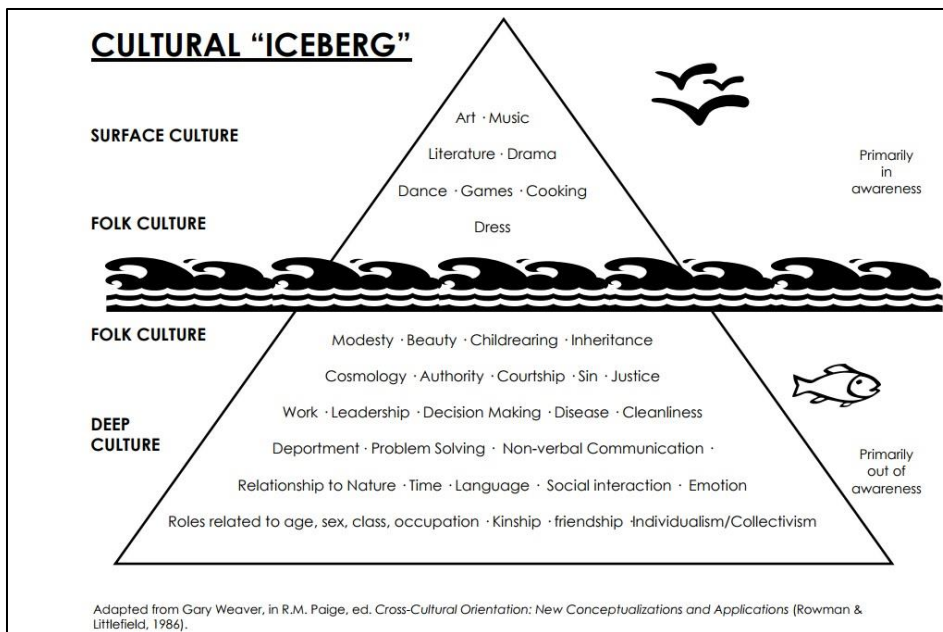 CULTURAL “ICEBERG”
Art · Music
SURFACE CULTURE
Literature · Drama
Primarily
in
awareness
Dance · Games · Cooking
FOLK CULTURE
Dress
FOLK CULTURE
Modesty · Beauty · Childrearing · Inheritance
Cosmology · Authority · Courtship · Sin · Justice
Work · Leadership · Decision Making · Disease · Cleanliness
DEEP
CULTURE
Deportment · Problem Solving · Non-verbal Communication ·
Primarily
out of
awareness
Relationship to Nature · Time · Language · Social interaction · Emotion
Roles related to age, sex, class, occupation · Kinship · friendship ·Individualism/Collectivism
Adapted from Gary Weaver, in R.M. Paige, ed. Cross-Cultural Orientation: New Conceptualizations and Applications (Rowman &
Littlefield, 1986).